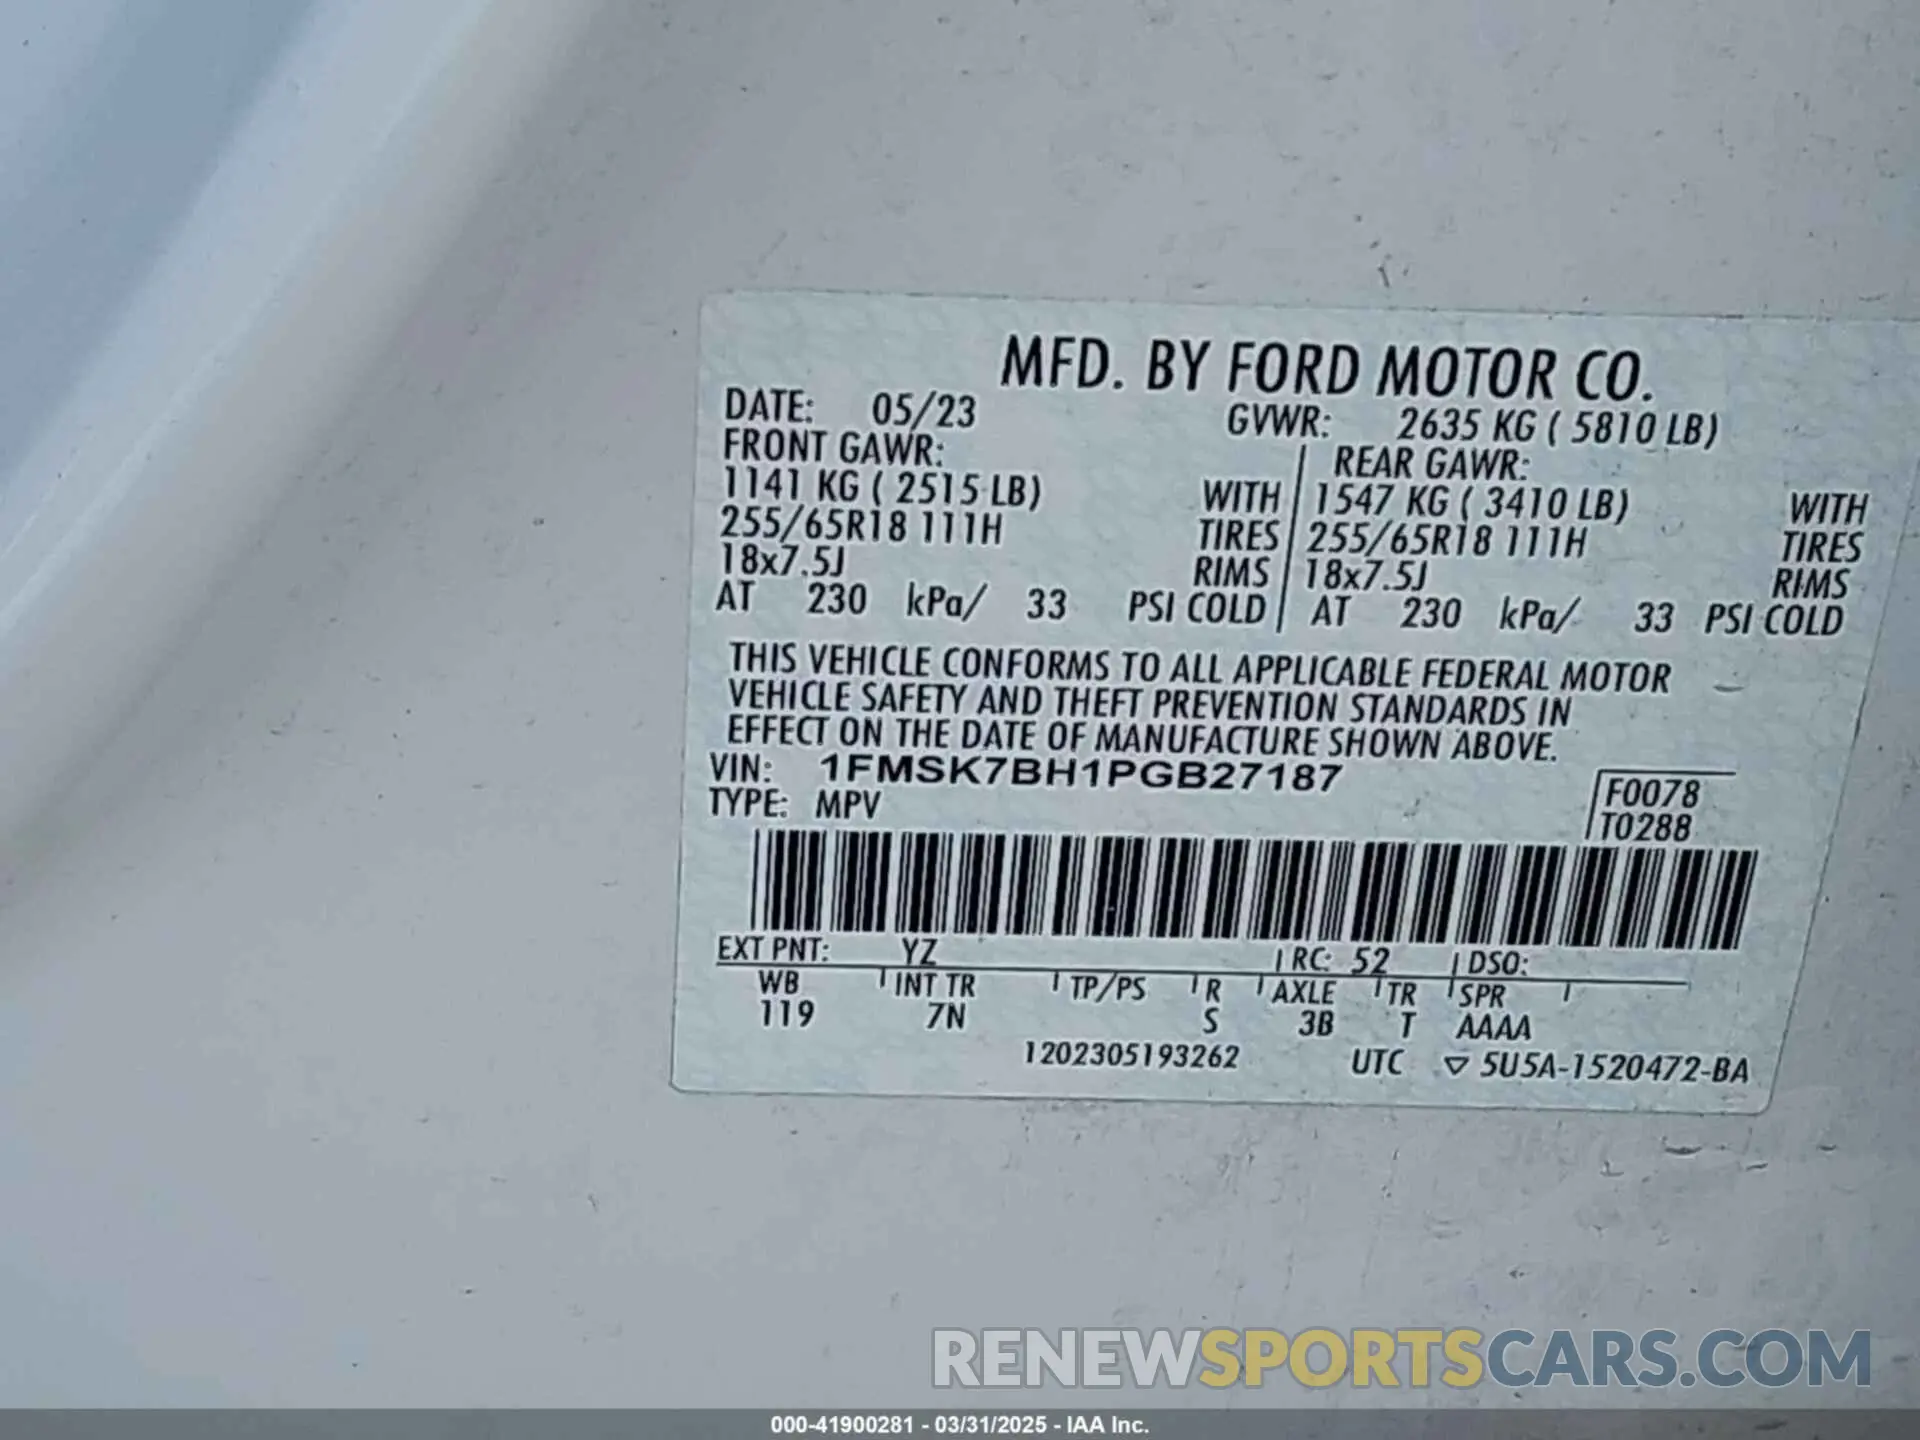 MFD. BY FORD MOTOR CO.
DATE: 05/23 GVWR: 2635 KG ( 5810 LB)
FRONT GAWR: REAR GAWR:
1141 KG ( 2515 LB) WITH 1547 KG ( 3410 LB) WITH
255/65R18 111H TIRES 255/65R18 111H TIRES
18x7.5J RIMS 18x7.5J RIMS
AT 230 kPa/ 33 PSI COLD AT 230 kPa/ 33 PSI COLD
THIS VEHICLE CONFORMS TO ALL APPLICABLE FEDERAL MOTOR
VEHICLE SAFETY AND THEFT PREVENTION STANDARDS IN
EFFECT ON THE DATE OF MANUFACTURE SHOWN ABOVE.
VIN: 1FMSK7BH1PGB27187 F0078
TYPE: MPV T0288
EXT PNT: YZ RC: 52 DSO:
WB INT TR TP/PS R AXLE TR SPR
119 7N S 3B T AAAA
1202305193262 UTC ▽ 5U5A-1520472-BA
RENEWSPORTSCARS.COM
000-41900281 - 03/31/2025 - IAA Inc.